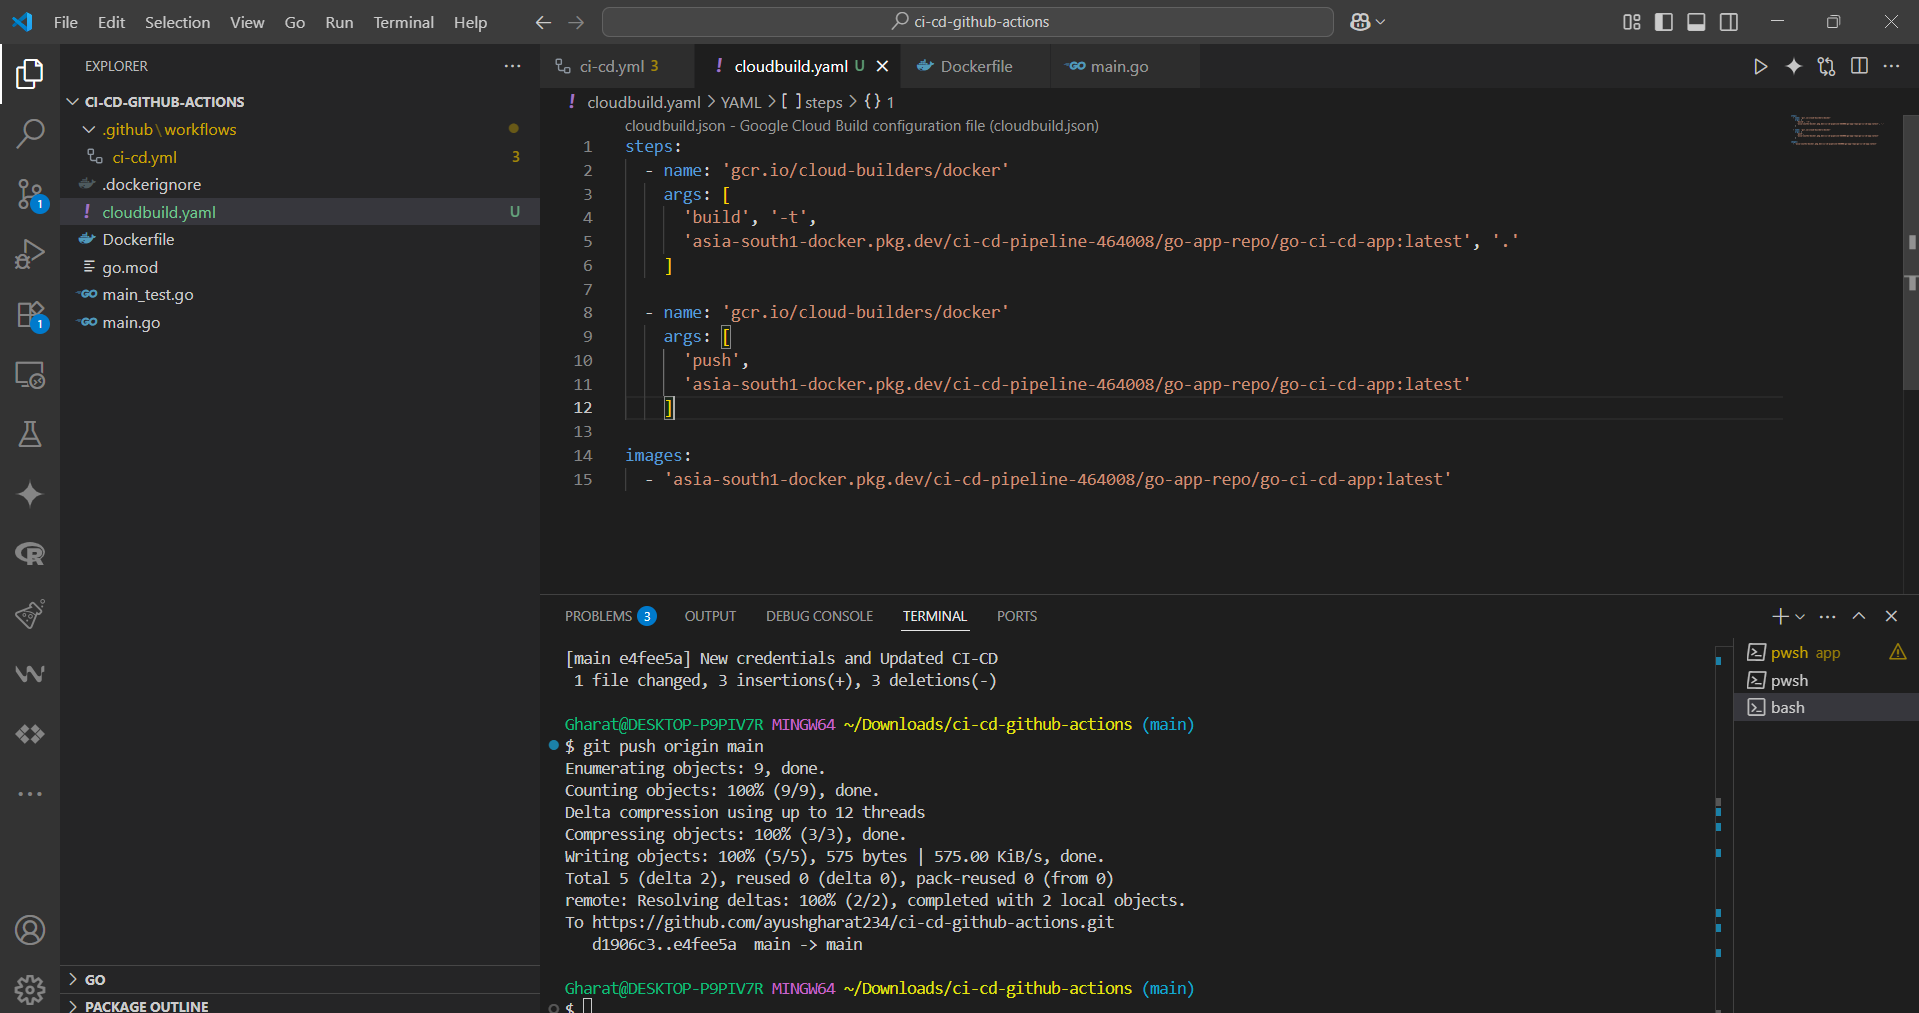 File Edit Selection View Go Run Terminal Help
ci-cd-github-actions
EXPLORER
CI-CD-GITHUB-ACTIONS
.github\workflows
ci-cd.yml 3
.dockerignore
cloudbuild.yaml U
Dockerfile
go.mod
main_test.go
main.go
GO
PACKAGE OUTLINE
1
1
ci-cd.yml 3
cloudbuild.yaml U
Dockerfile
main.go
cloudbuild.yaml > YAML > [ ] steps > {} 1
cloudbuild.json - Google Cloud Build configuration file (cloudbuild.json)
1 steps:
2 - name: 'gcr.io/cloud-builders/docker'
3 args: [
4 'build', '-t',
5 'asia-south1-docker.pkg.dev/ci-cd-pipeline-464008/go-app-repo/go-ci-cd-app:latest', '.'
6 ]
7
8 - name: 'gcr.io/cloud-builders/docker'
9 args: [
10 'push',
11 'asia-south1-docker.pkg.dev/ci-cd-pipeline-464008/go-app-repo/go-ci-cd-app:latest'
12 ]
13
14 images:
15 - 'asia-south1-docker.pkg.dev/ci-cd-pipeline-464008/go-app-repo/go-ci-cd-app:latest'
PROBLEMS 3 OUTPUT DEBUG CONSOLE TERMINAL PORTS
[main e4fee5a] New credentials and Updated CI-CD
1 file changed, 3 insertions(+), 3 deletions(-)
Gharat@DESKTOP-P9PIV7R MINGW64 ~/Downloads/ci-cd-github-actions (main)
$ git push origin main
Enumerating objects: 9, done.
Counting objects: 100% (9/9), done.
Delta compression using up to 12 threads
Compressing objects: 100% (3/3), done.
Writing objects: 100% (5/5), 575 bytes | 575.00 KiB/s, done.
Total 5 (delta 2), reused 0 (delta 0), pack-reused 0 (from 0)
remote: Resolving deltas: 100% (2/2), completed with 2 local objects.
To https://github.com/ayushgharat234/ci-cd-github-actions.git
d1906c3..e4fee5a main -> main
Gharat@DESKTOP-P9PIV7R MINGW64 ~/Downloads/ci-cd-github-actions (main)
$
pwsh app
pwsh
bash